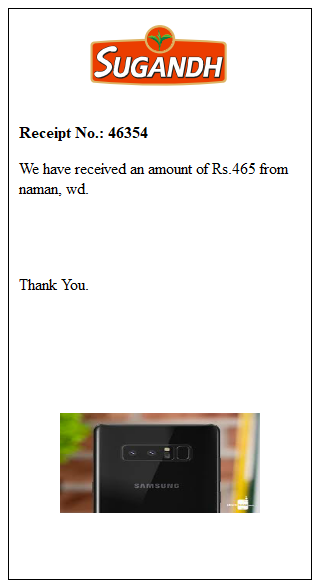 SUGANDH
Receipt No.: 46354
We have received an amount of Rs.465 from
naman, wd.
Thank You.
SAMSUNG